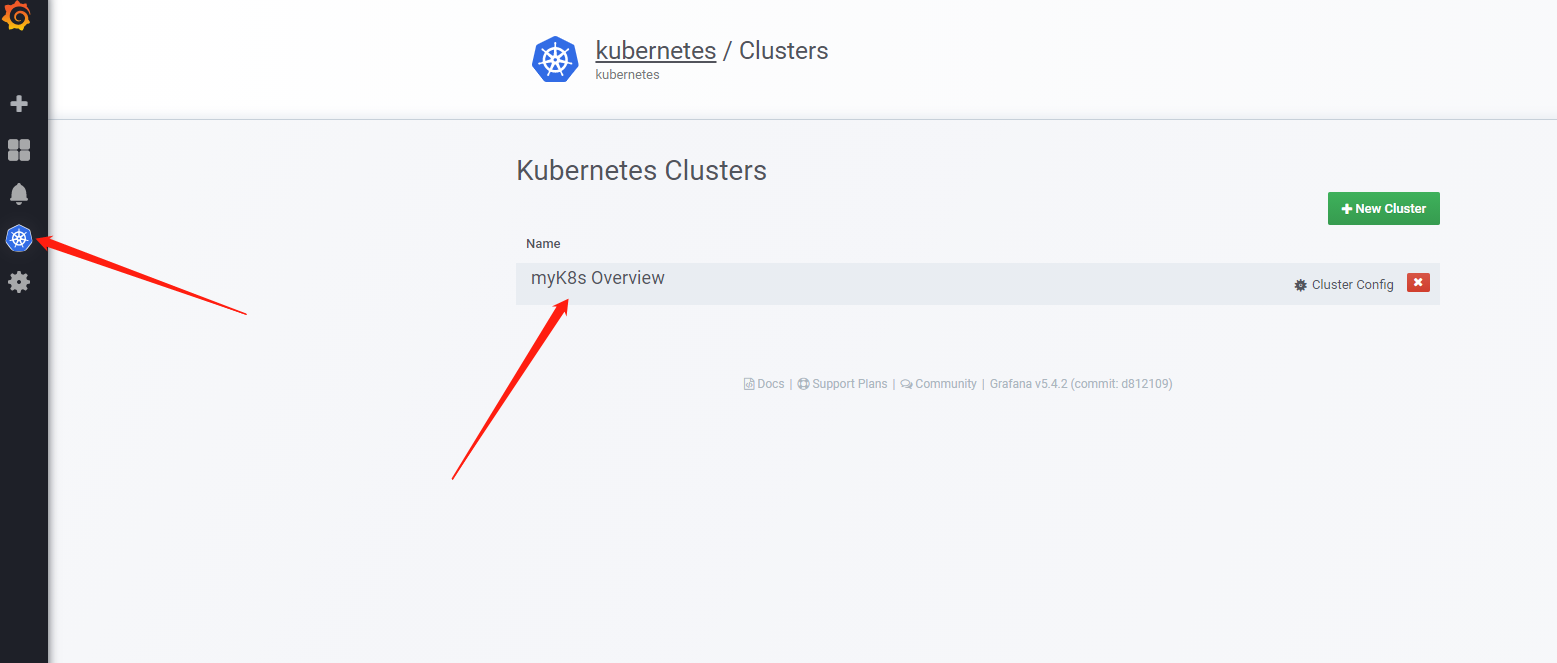 kubernetes / Clusters
kubernetes
Kubernetes Clusters
New Cluster
Name
myK8s Overview
Cluster Config
Docs | Support Plans | Community | Grafana v5.4.2 (commit: d812109)